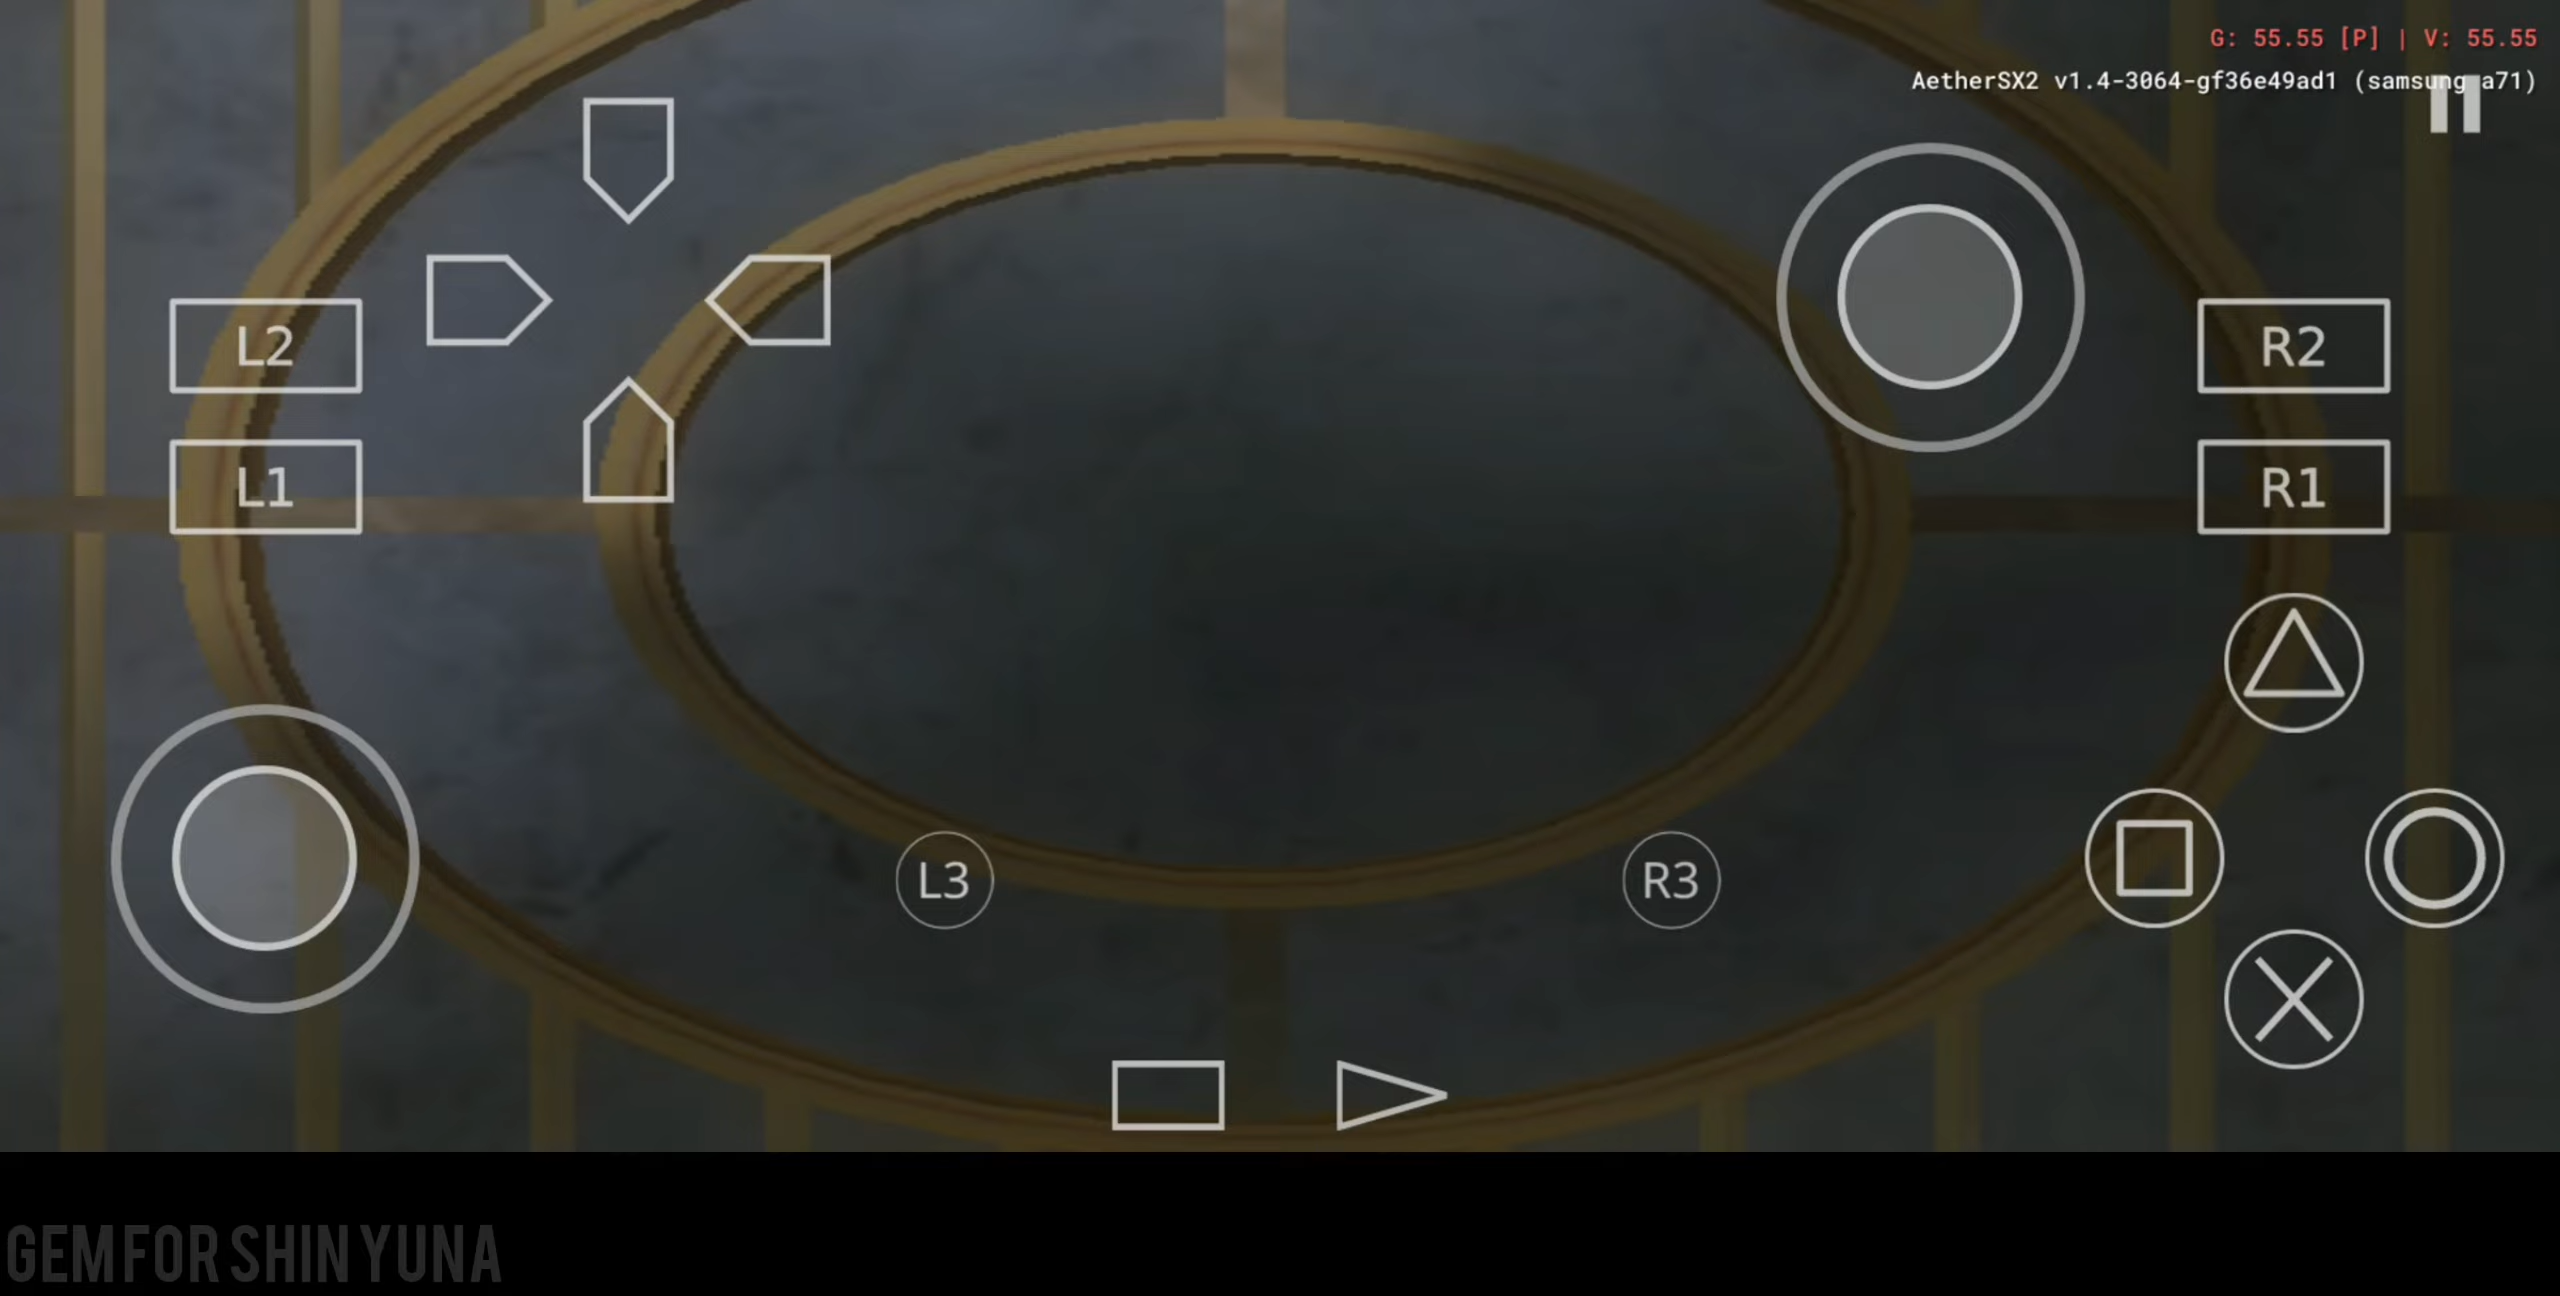 G: 55.55 [P] | V: 55.55
AetherSX2 v1.4-3064-gf36e49ad1 (samsung a71)
L2
R2
L1
R1
L3
R3
GEM FOR SHIN YUNA